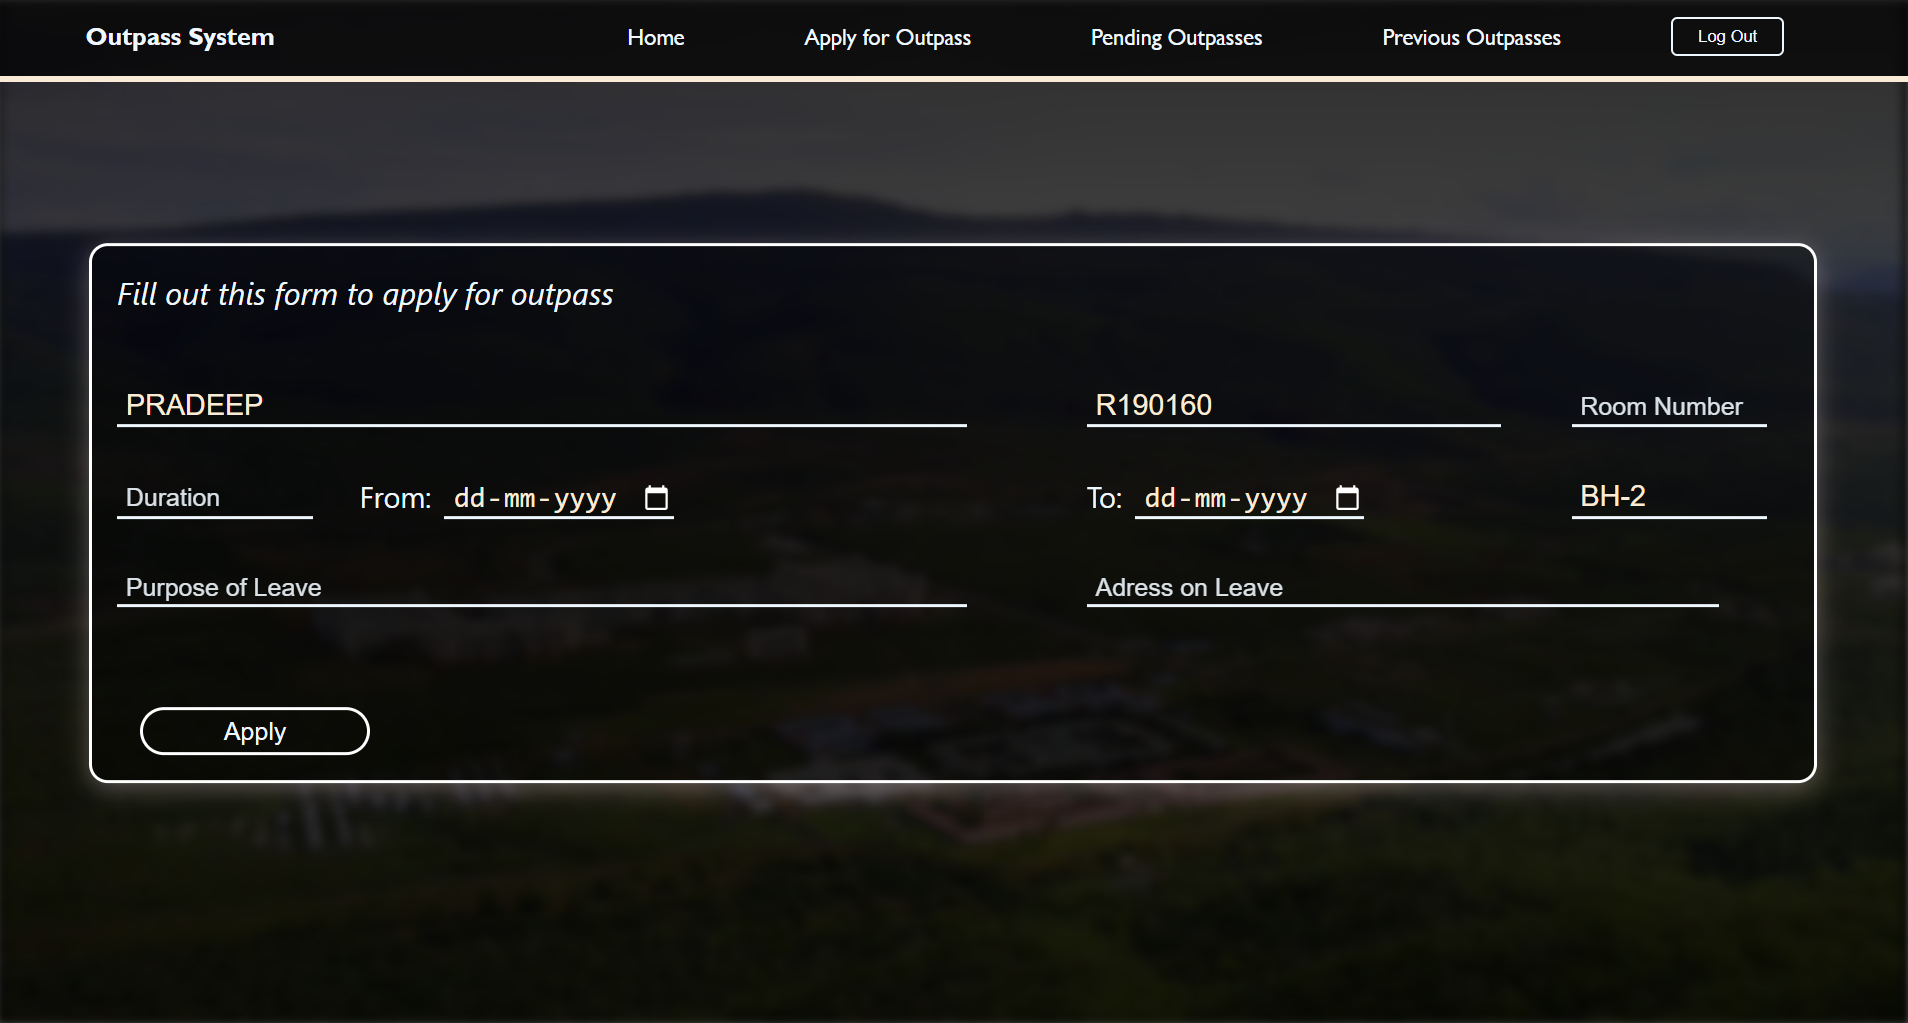 Outpass System Home Apply for Outpass Pending Outpasses Previous Outpasses Log Out
Fill out this form to apply for outpass
PRADEEP R190160 Room Number
Duration From: dd-mm-yyyy To: dd-mm-yyyy BH-2
Purpose of Leave Adress on Leave
Apply